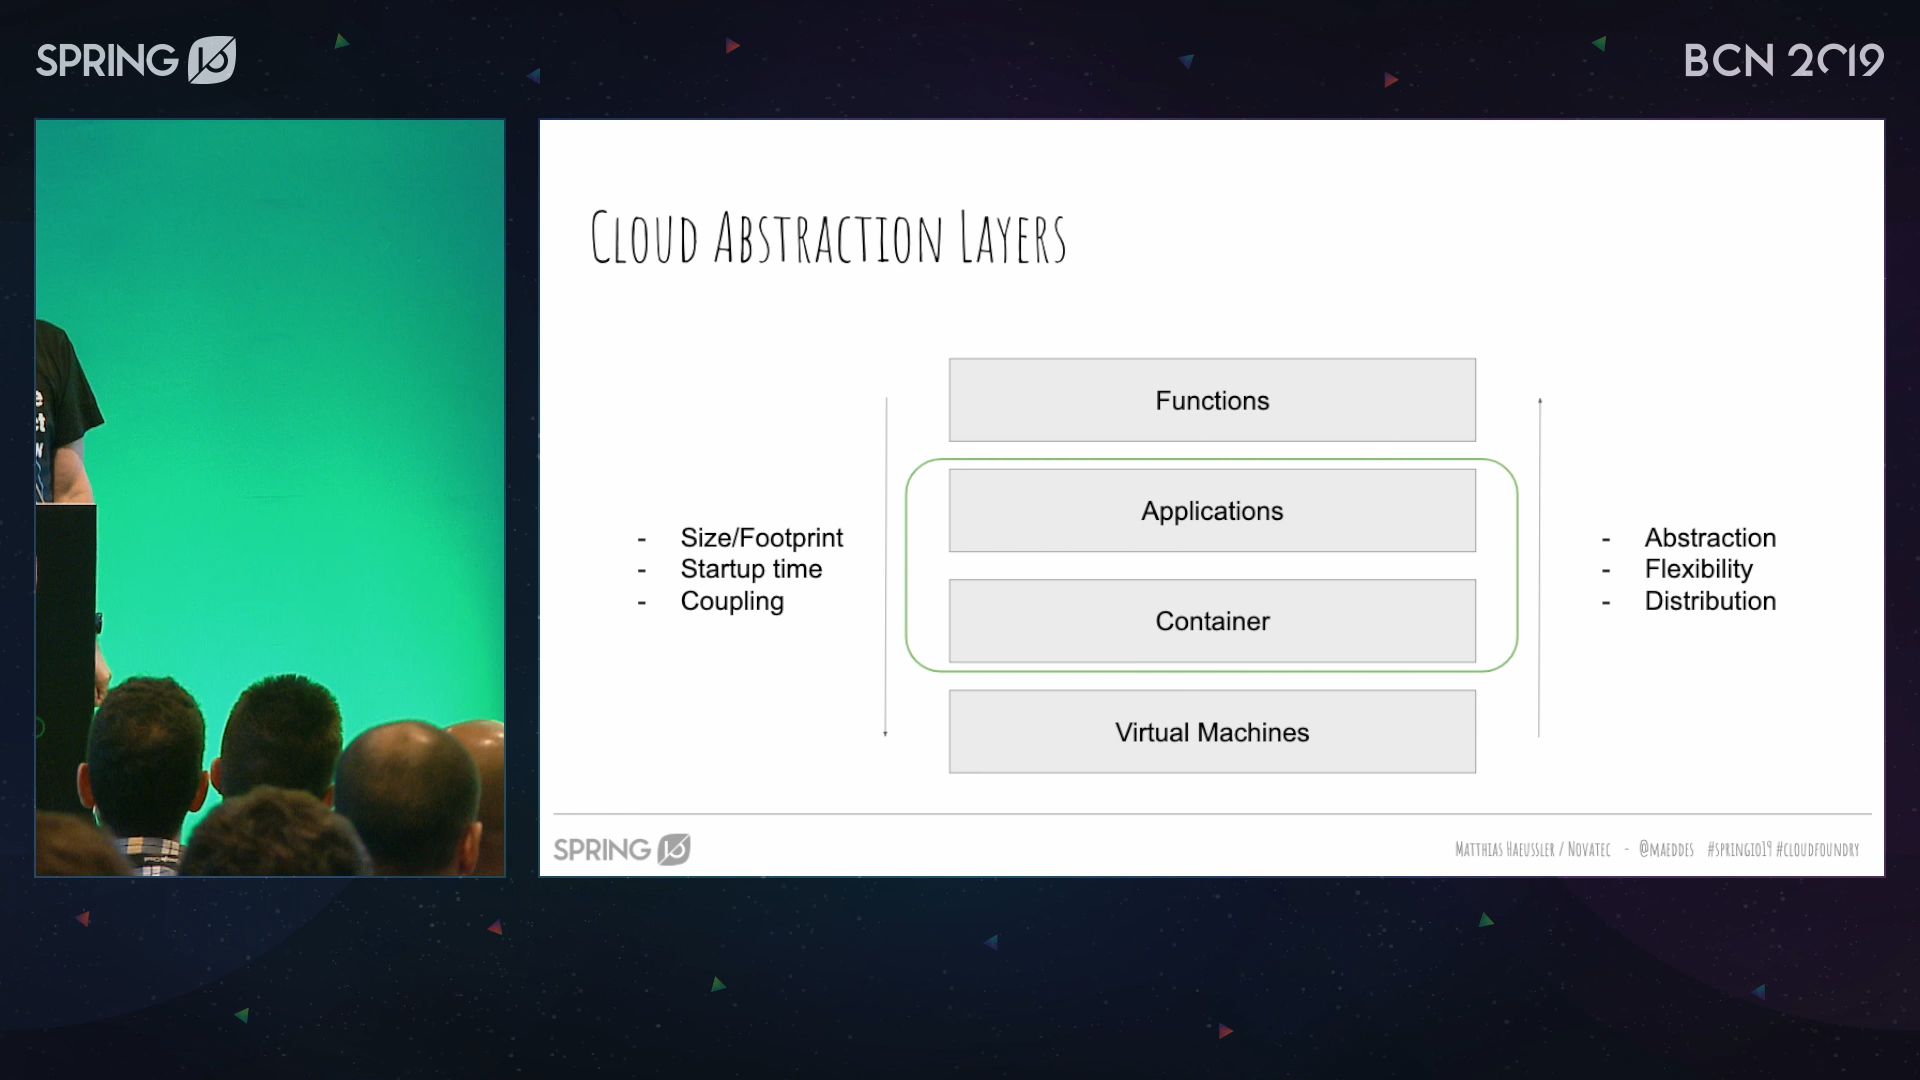 SPRING IO
BCN 2019
CLOUD ABSTRACTION LAYERS
Functions
Applications
Container
Virtual Machines
- Size/Footprint
- Startup time
- Coupling
- Abstraction
- Flexibility
- Distribution
SPRING IO
MATTHIAS HAEUSSLER / NOVATEC - @MAEDDES #SPRINGIO19 #CLOUDFOUNDRY